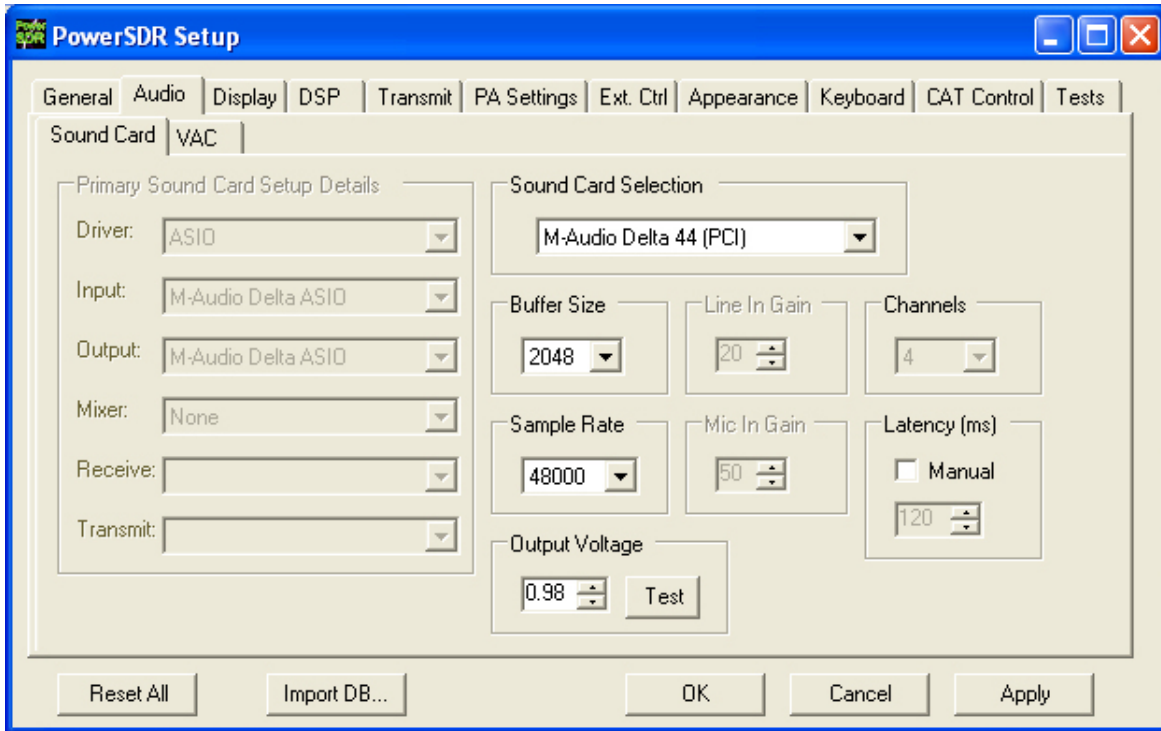 Power SDR PowerSDR Setup
General Audio Display DSP Transmit PA Settings Ext. Ctrl Appearance Keyboard CAT Control Tests
Sound Card VAC
Primary Sound Card Setup Details
Driver: ASIO
Input: M-Audio Delta ASIO
Output: M-Audio Delta ASIO
Mixer: None
Receive:
Transmit:
Sound Card Selection
M-Audio Delta 44 (PCI)
Buffer Size
2048
Line In Gain
20
Channels
4
Sample Rate
48000
Mic In Gain
50
Latency (ms)
Manual
120
Output Voltage
0.98 Test
Reset All Import DB... OK Cancel Apply